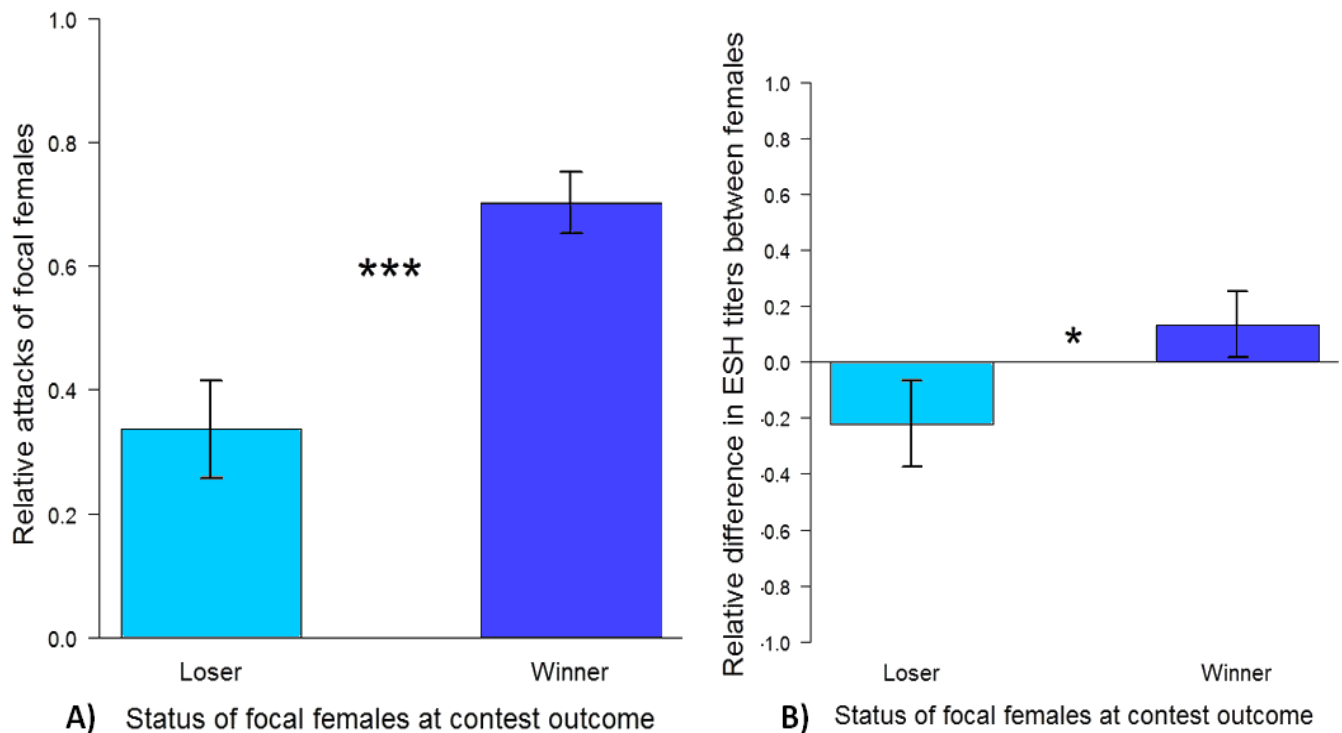 Relative attacks of focal females
1.0
0.8
0.6
0.4
0.2
0.0
***
Loser
Winner
A) Status of focal females at contest outcome
Relative difference in ESH titers between females
1.0
0.8
0.6
0.4
0.2
0.0
-0.2
-0.4
-0.6
-0.8
-1.0
*
Loser
Winner
B) Status of focal females at contest outcome